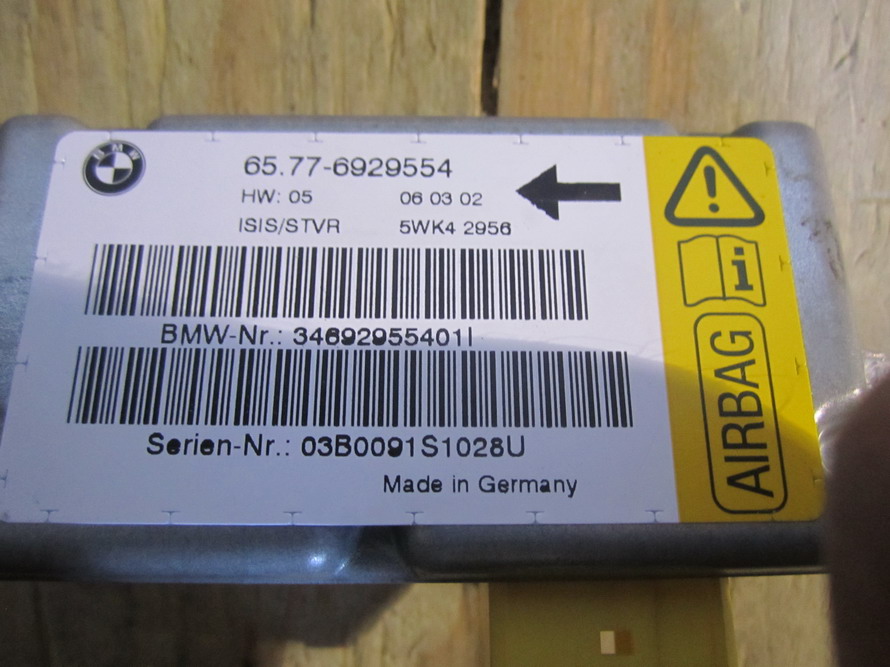 BMW
65.77-6929554
HW: 05 06 03 02
ISIS/STVR 5WK4 2956
BMW-Nr.: 34692955401I
Serien-Nr.: 03B0091S1028U
Made in Germany
i
AIRBAG